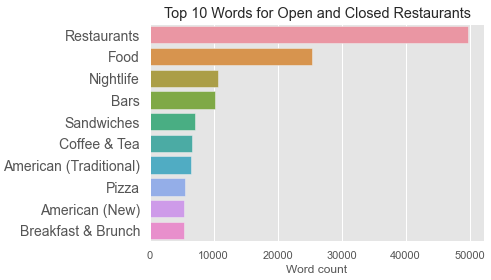 Top 10 Words for Open and Closed Restaurants
Restaurants
Food
Nightlife
Bars
Sandwiches
Coffee & Tea
American (Traditional)
Pizza
American (New)
Breakfast & Brunch
0 10000 20000 30000 40000 50000
Word count